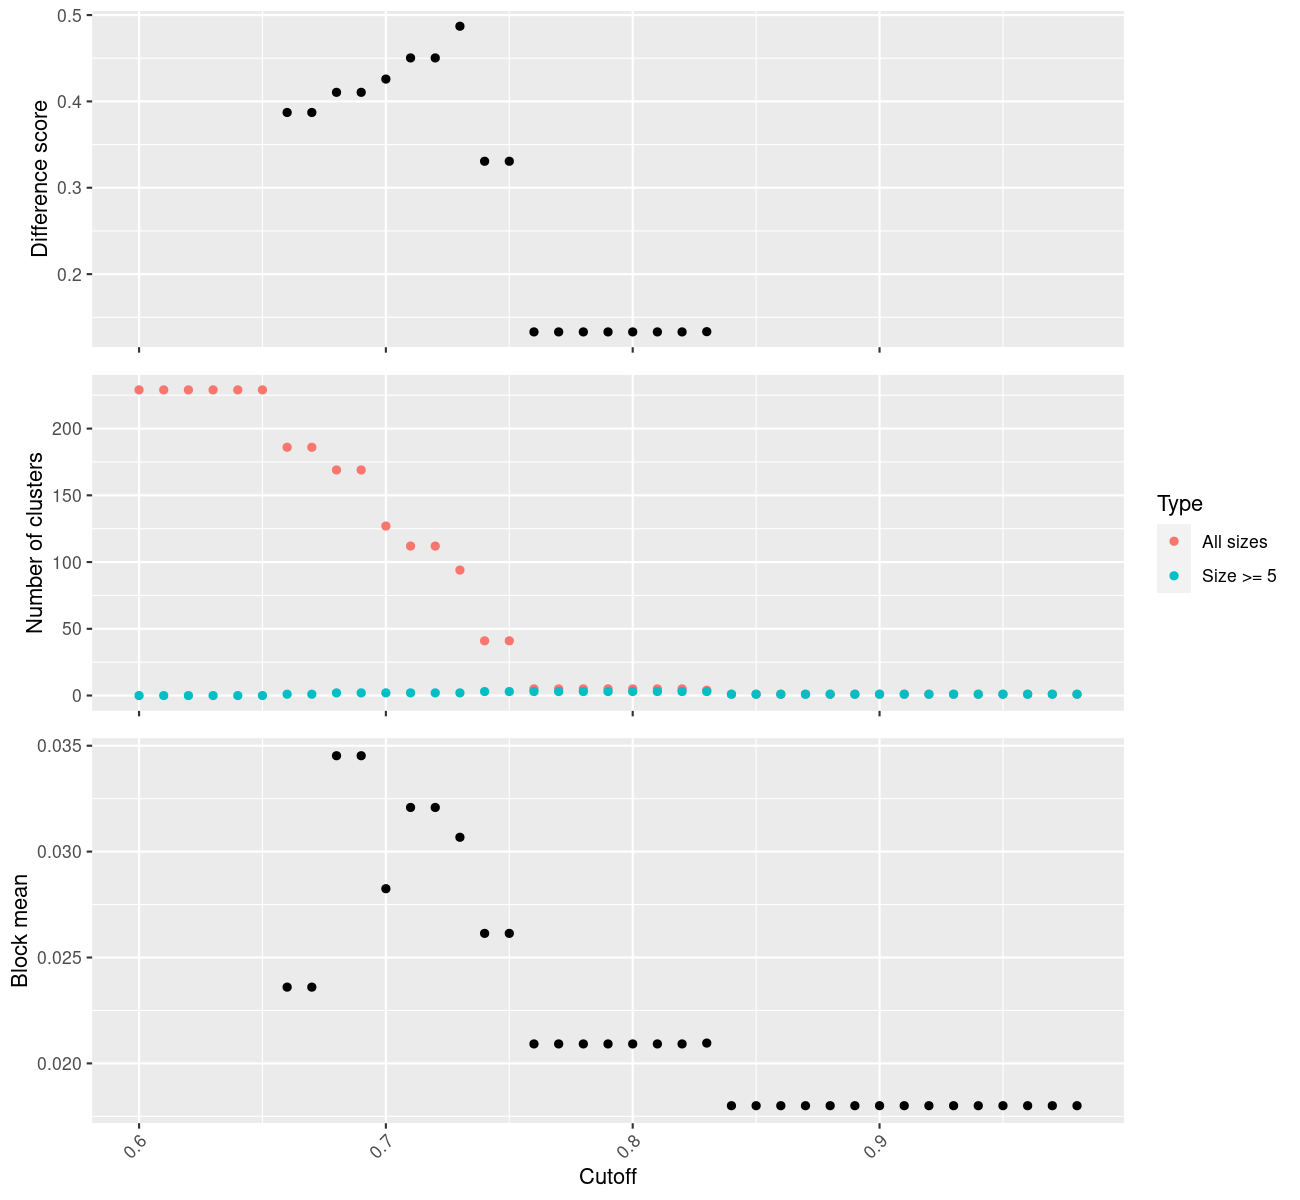 0.5
0.4
0.3
0.2
Difference score
200
150
100
50
0
Number of clusters
Type
All sizes
Size >= 5
0.035
0.030
0.025
0.020
Block mean
0.6 0.7 0.8 0.9
Cutoff